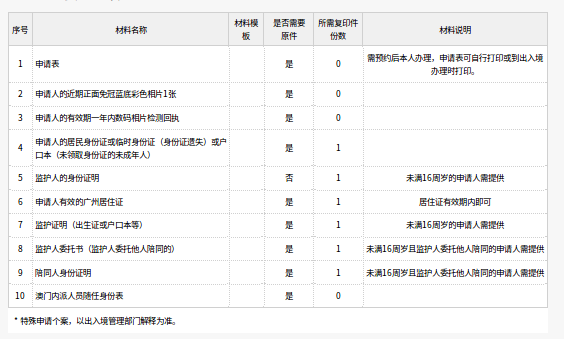 序号 材料名称 材料模板 是否需要原件 所需复印件份数 材料说明
1 申请表 是 0 需预约后本人办理，申请表可自行打印或到出入境办理时打印。
2 申请人的近期正面免冠蓝底彩色相片1张 是 0
3 申请人的有效期一年内数码相片检测回执 是 0
4 申请人的居民身份证或临时身份证（身份证遗失）或户口本（未领取身份证的未成年人） 是 1
5 监护人的身份证明 否 1 未满16周岁的申请人需提供
6 申请人有效的广州居住证 是 1 居住证有效期内即可
7 监护证明（出生证或户口本等） 是 1 未满16周岁的申请人需提供
8 监护人委托书（监护人委托他人陪同的） 是 1 未满16周岁且监护人委托他人陪同的申请人需提供
9 陪同人身份证明 是 1 未满16周岁且监护人委托他人陪同的申请人需提供
10 澳门内派人员随任身份表 是 0
* 特殊申请个案，以出入境管理部门解释为准。